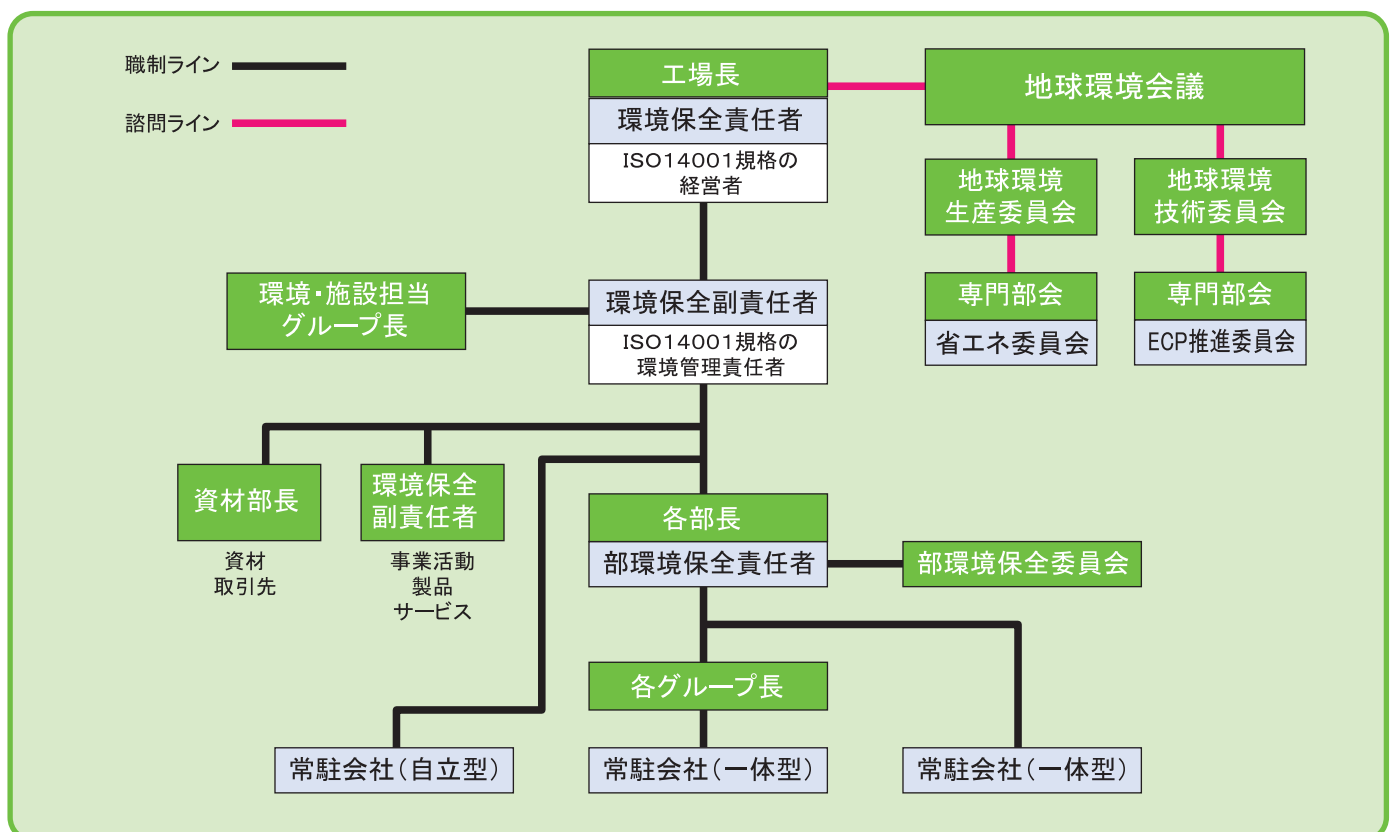 職制ライン
諮問ライン
工場長
環境保全責任者
ISO14001規格の
経営者
地球環境会議
地球環境
生産委員会
地球環境
技術委員会
専門部会
省エネ委員会
専門部会
ECP推進委員会
環境・施設担当
グループ長
環境保全副責任者
ISO14001規格の
環境管理責任者
資材部長
資材
取引先
環境保全
副責任者
事業活動
製品
サービス
各部長
部環境保全責任者
部環境保全委員会
各グループ長
常駐会社（自立型）
常駐会社（一体型）
常駐会社（一体型）